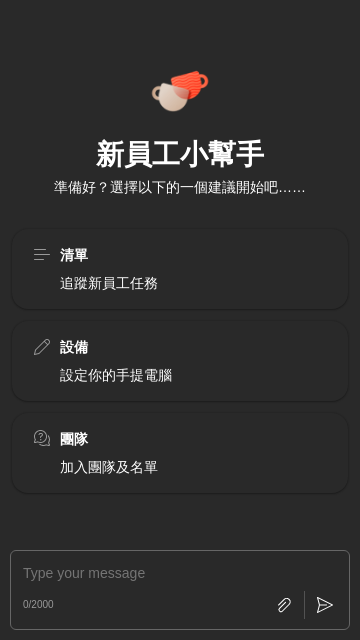 新員工小幫手
準備好？選擇以下的一個建議開始吧……
清單
追蹤新員工任務
設備
設定你的手提電腦
團隊
加入團隊及名單
Type your message
0/2000